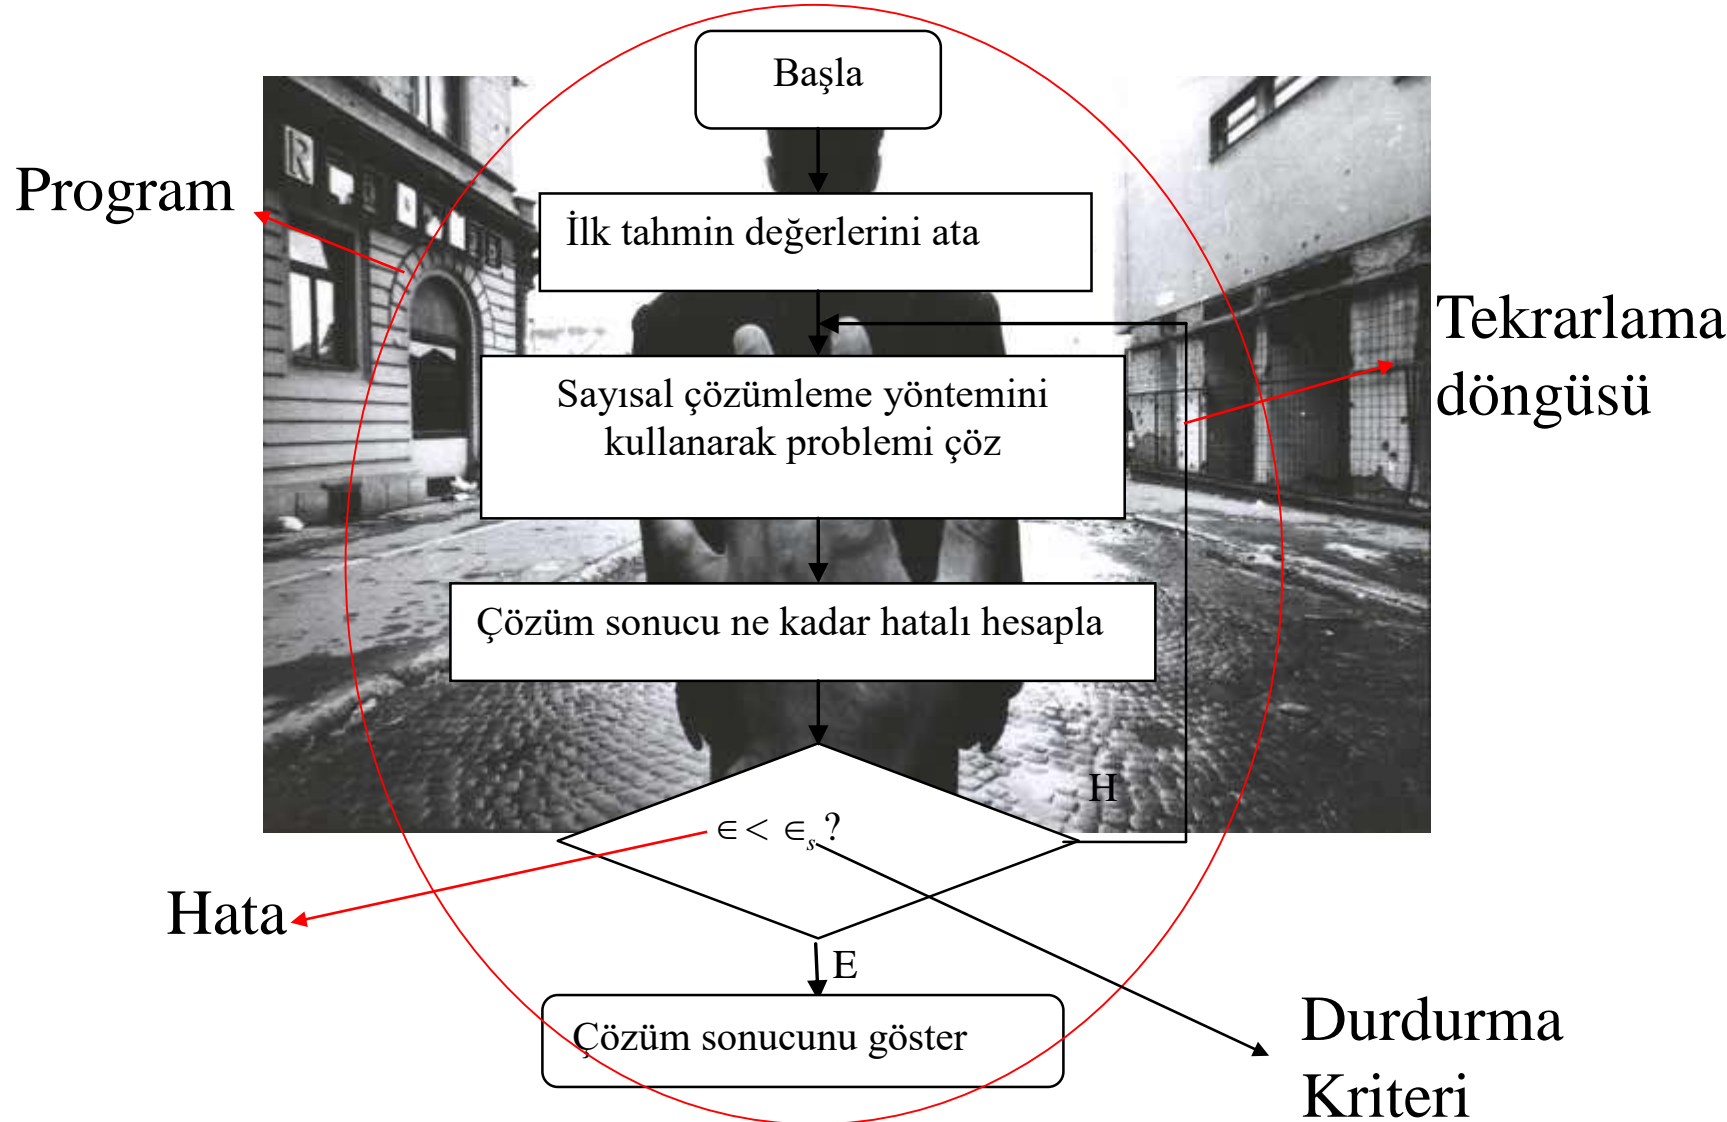 Başla
Program
İlk tahmin değerlerini ata
Tekrarlama
döngüsü
Sayısal çözümleme yöntemini
kullanarak problemi çöz
Çözüm sonucu ne kadar hatalı hesapla
H
∈< ∈s ?
Hata
E
Çözüm sonucunu göster
Durdurma
Kriteri